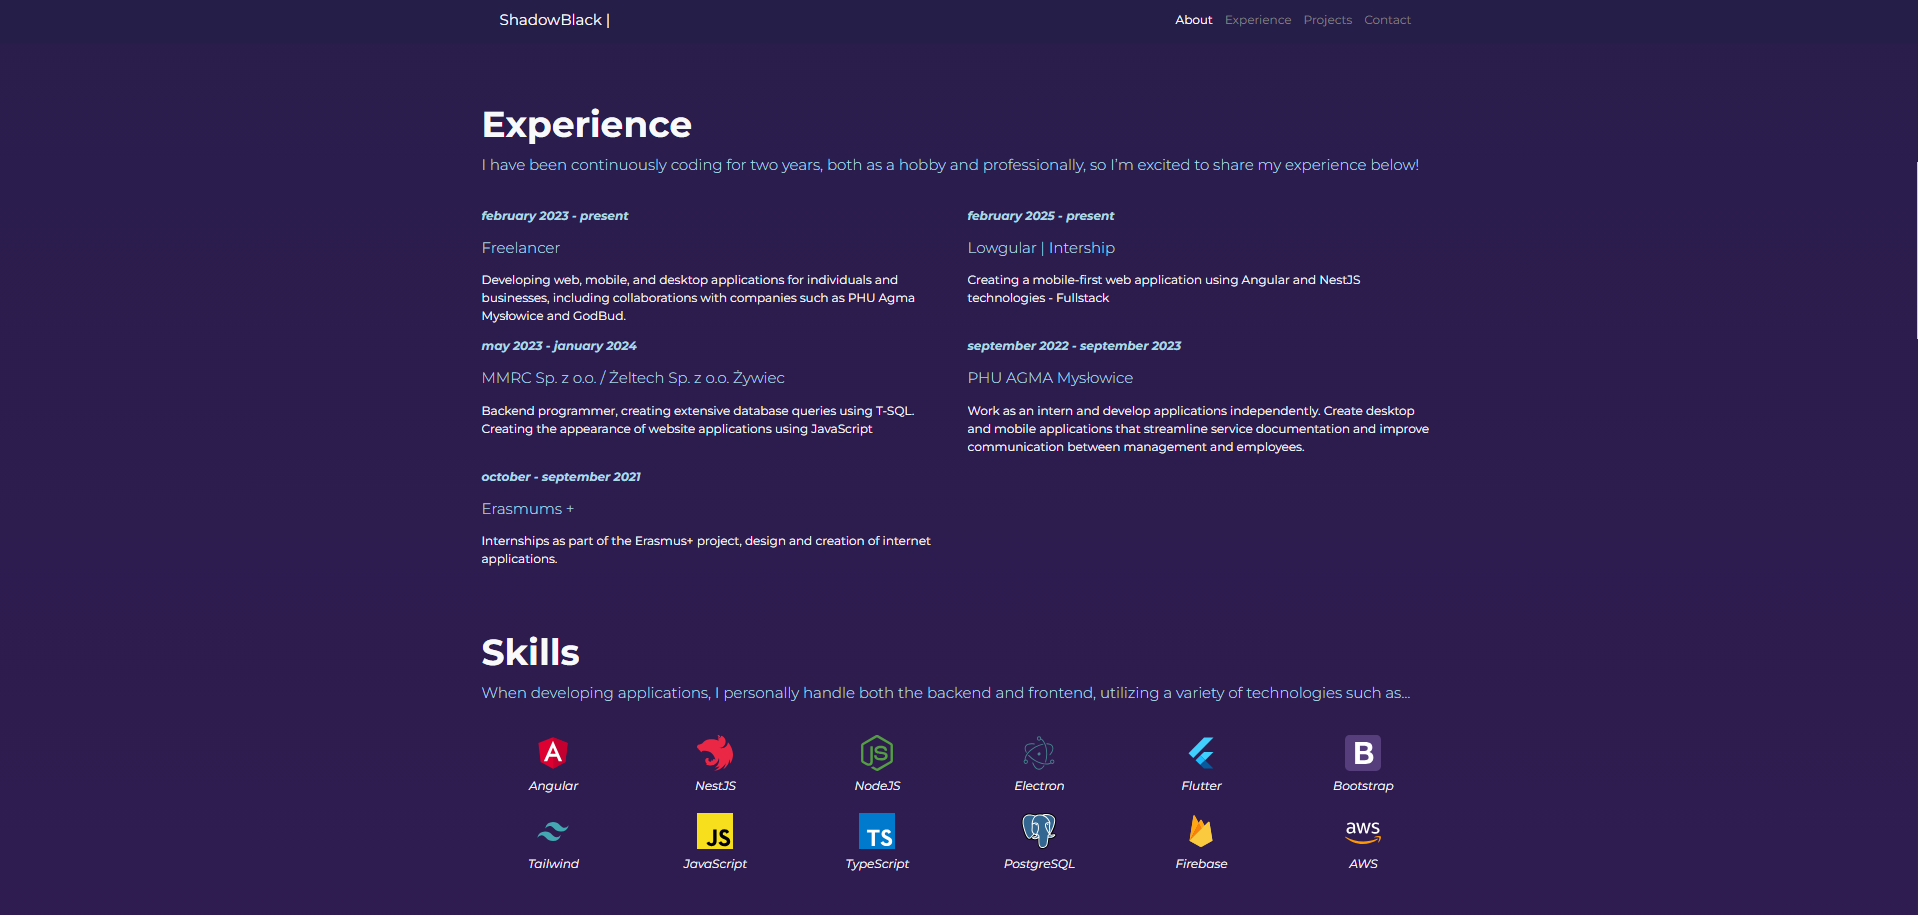 ShadowBlack |
About Experience Projects Contact
Experience
I have been continuously coding for two years, both as a hobby and professionally, so I'm excited to share my experience below!
february 2023 - present
Freelancer
Developing web, mobile, and desktop applications for individuals and
businesses, including collaborations with companies such as PHU Agma
Mysłowice and GodBud.
february 2025 - present
Lowgular | Intership
Creating a mobile-first web application using Angular and NestJS
technologies - Fullstack
may 2023 - january 2024
MMRC Sp. z o.o. / Żeltech Sp. z o.o. Żywiec
Backend programmer, creating extensive database queries using T-SQL.
Creating the appearance of website applications using JavaScript
september 2022 - september 2023
PHU AGMA Mysłowice
Work as an intern and develop applications independently. Create desktop
and mobile applications that streamline service documentation and improve
communication between management and employees.
october - september 2021
Erasmums +
Internships as part of the Erasmus+ project, design and creation of internet
applications.
Skills
When developing applications, I personally handle both the backend and frontend, utilizing a variety of technologies such as...
A
JS
B
Angular
NestJS
NodeJS
Electron
Flutter
Bootstrap
JS
TS
aws
Tailwind
JavaScript
TypeScript
PostgreSQL
Firebase
AWS